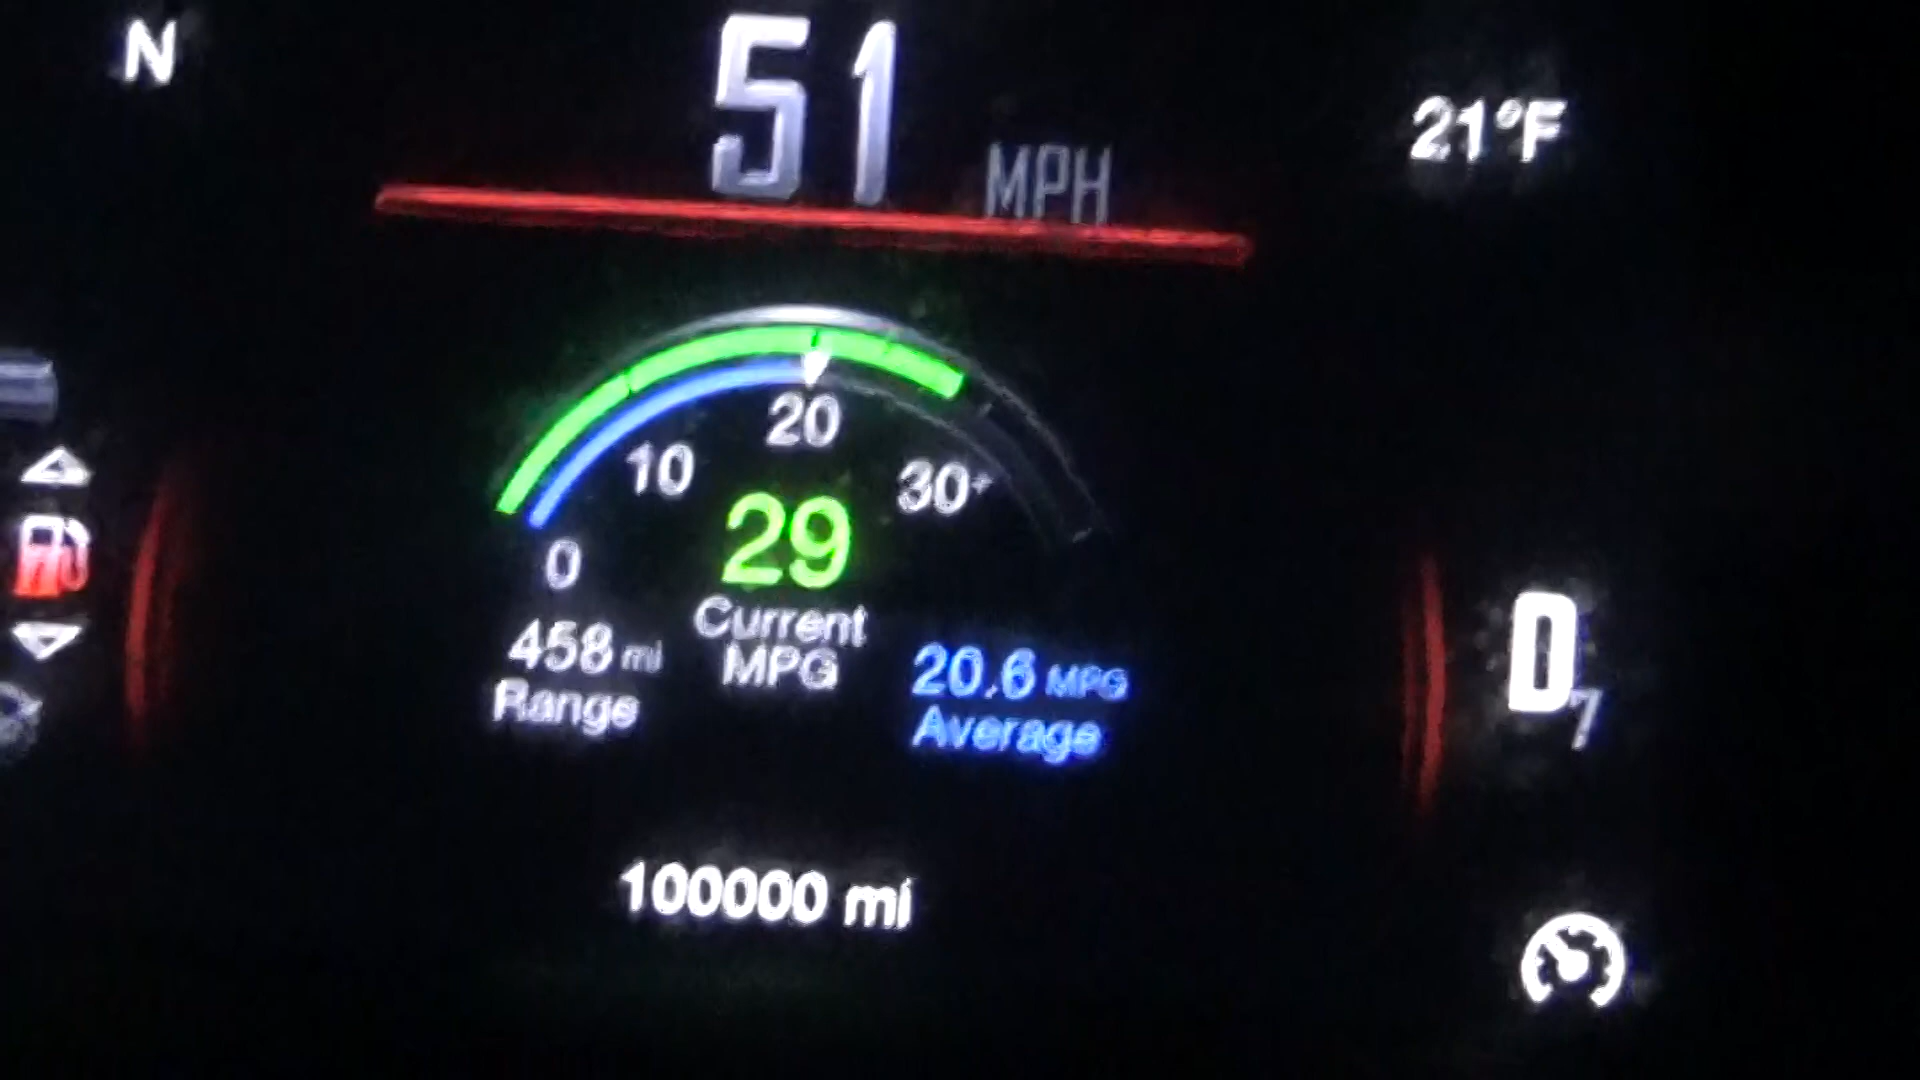 N
51 MPH
21°F
20
10
30+
29
0
Current
MPG
458 mi
Range
20.6 MPG
Average
D7
100000 mi